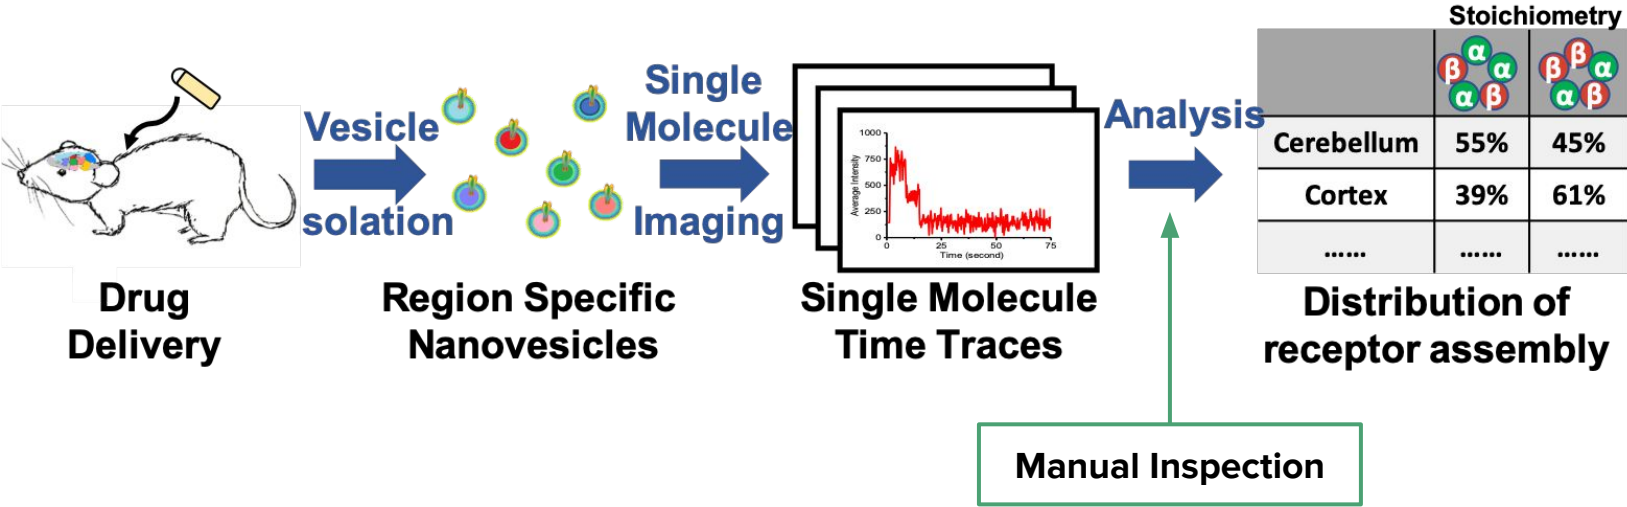 Drug
Delivery
Vesicle
solation
Region Specific
Nanovesicles
Single
Molecule
Imaging
1000
750
500
250
0
0
25
50
75
Average Intensity
Time (second)
Single Molecule
Time Traces
Analysis
Manual Inspection
Stoichiometry
α
β α
α β
β
β α
α β
Cerebellum 55% 45%
Cortex 39% 61%
...... ...... ......
Distribution of
receptor assembly